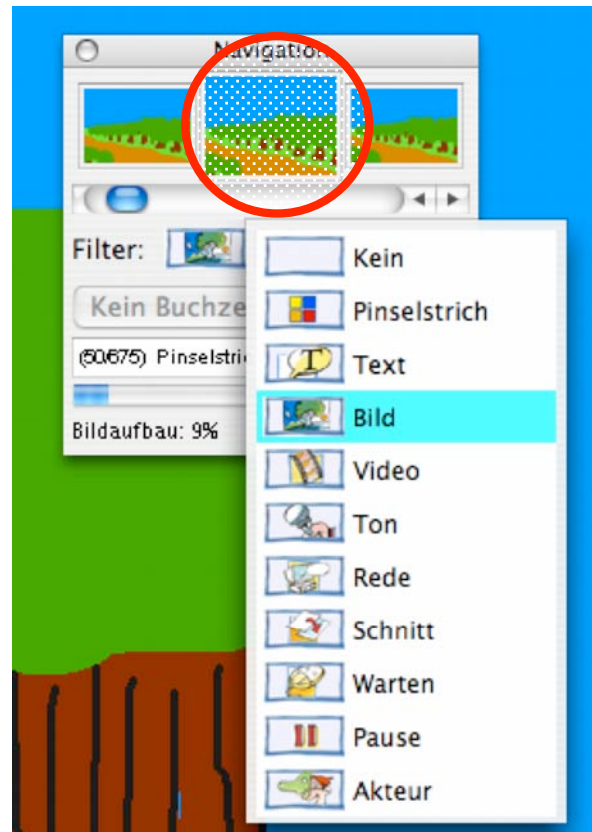 Navigation
Filter:
Kein
Kein Buchze
Pinselstrich
(50/675) Pinselstri
Text
Bildaufbau: 9%
Bild
Video
Ton
Rede
Schnitt
Warten
Pause
Akteur